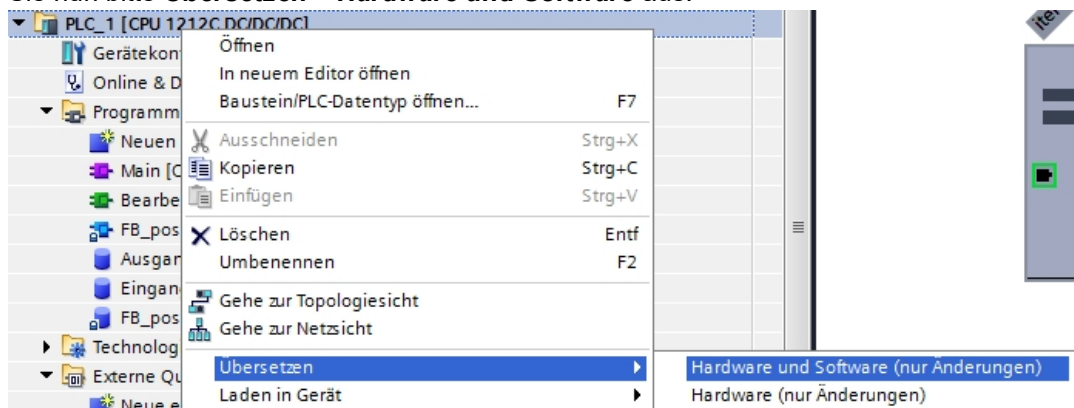 PLC_1 [CPU 1212C DC/DC/DC]
Öffnen
Gerätekon
In neuem Editor öffnen
Online & D
Baustein/PLC-Datentyp öffnen... F7
Programm
Neuen
Ausschneiden Strg+X
Main [
Kopieren Strg+C
Bearbe
Einfügen Strg+V
FB_pos
Löschen Entf
Ausgan
Umbenennen F2
Eingan
Gehe zur Topologiesicht
FB_pos
Gehe zur Netzsicht
Technolog
Übersetzen Hardware und Software (nur Änderungen)
Externe Qu
Laden in Gerät Hardware (nur Änderungen)
Neue e